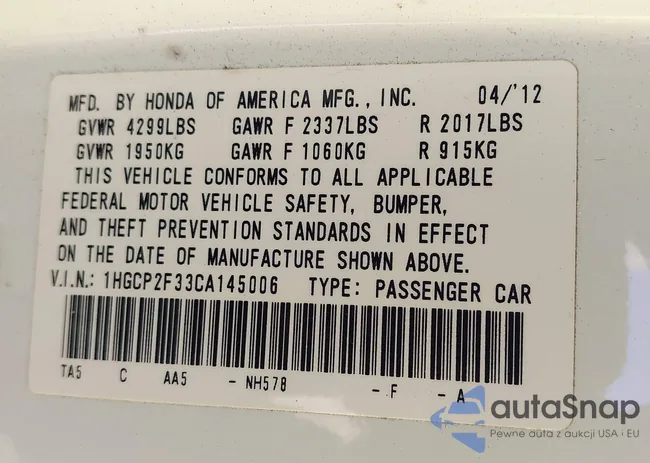 MFD. BY HONDA OF AMERICA MFG., INC. 04/'12
GVWR 4299LBS GAWR F 2337LBS R 2017LBS
GVWR 1950KG GAWR F 1060KG R 915KG
THIS VEHICLE CONFORMS TO ALL APPLICABLE
FEDERAL MOTOR VEHICLE SAFETY, BUMPER,
AND THEFT PREVENTION STANDARDS IN EFFECT
ON THE DATE OF MANUFACTURE SHOWN ABOVE.
V.I.N.: 1HGCP2F33CA145006 TYPE: PASSENGER CAR
TA5 C AA5 - NH578 - F - A
autaSnap
Pewne auta z aukcji USA i EU